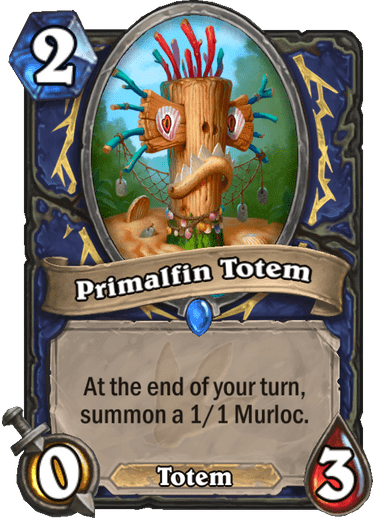 2
Primalfin Totem
At the end of your turn,
summon a 1/1 Murloc.
0
Totem
3